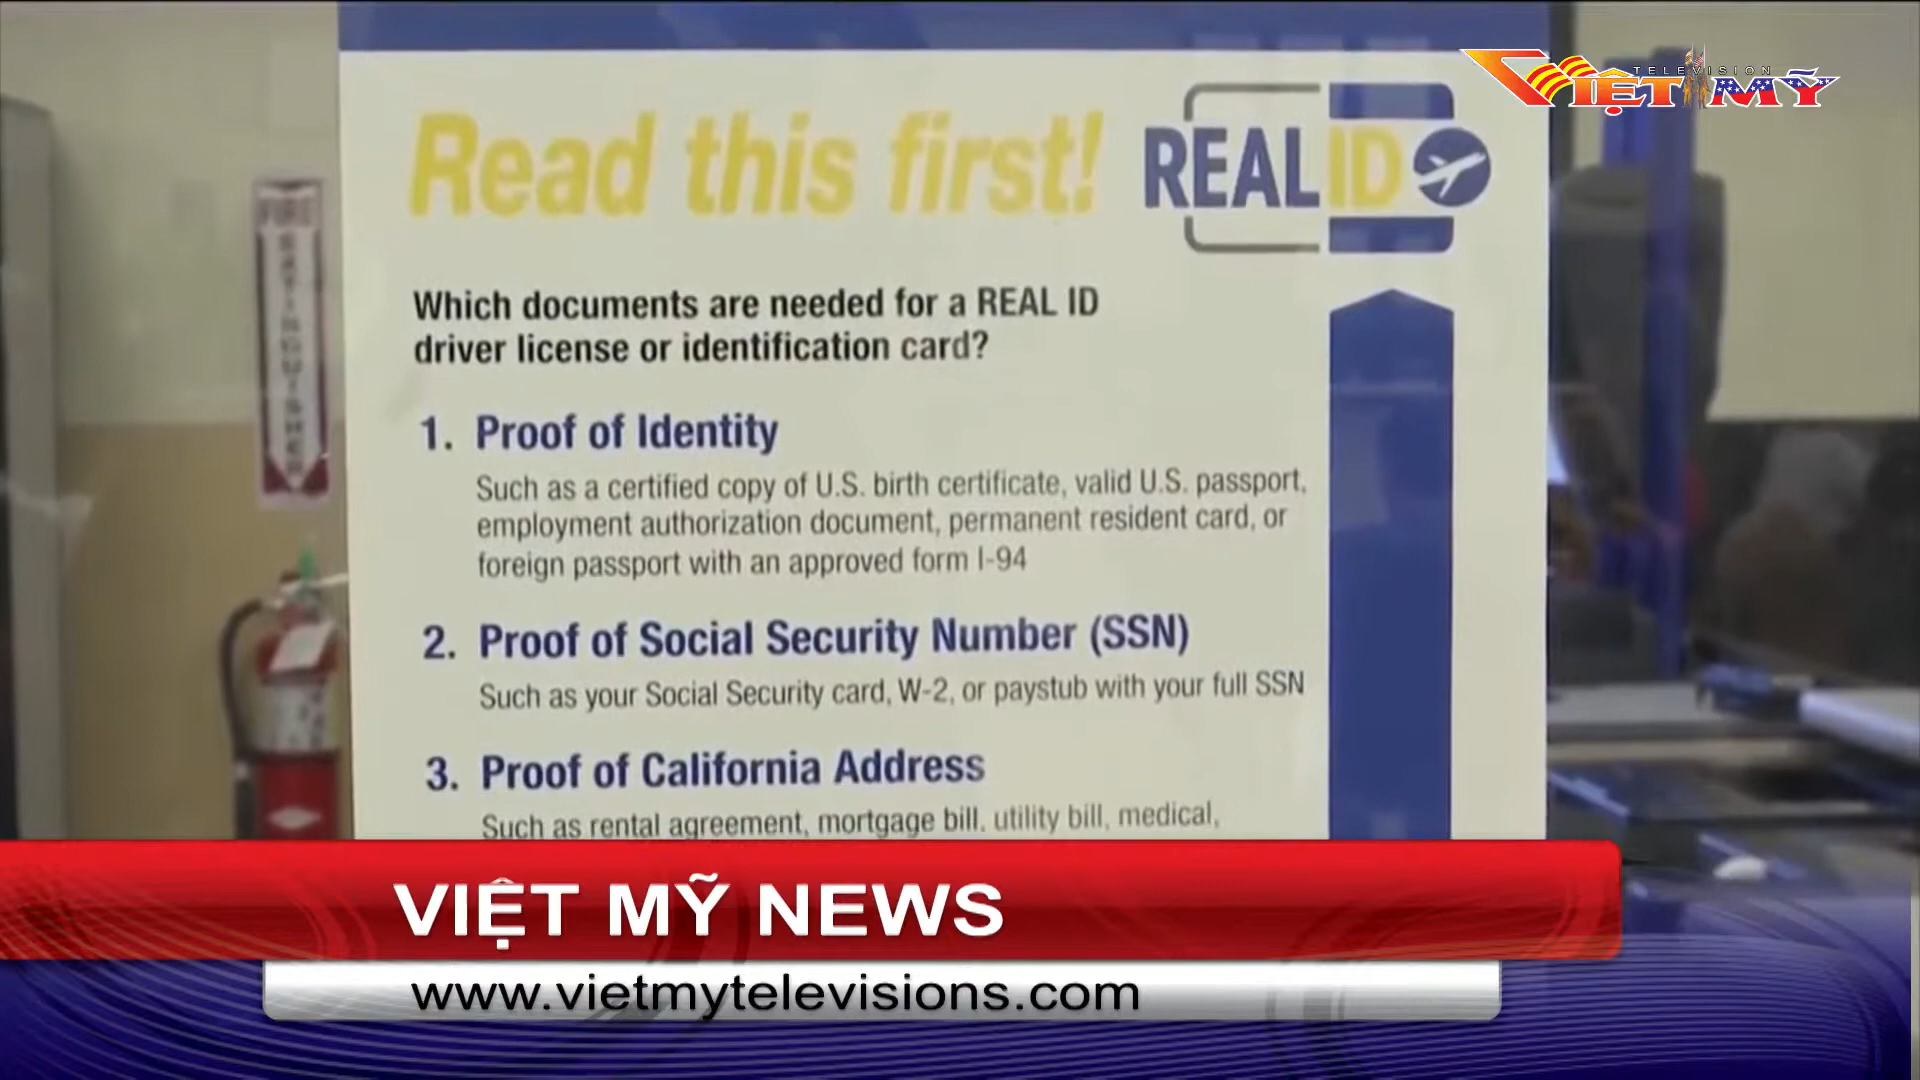 TELEVISION
VIỆT MỸ
Read this first!
REAL ID
FIRE
EXTINGUISHER
Which documents are needed for a REAL ID
driver license or identification card?
1. Proof of Identity
Such as a certified copy of U.S. birth certificate, valid U.S. passport,
employment authorization document, permanent resident card, or
foreign passport with an approved form I-94
2. Proof of Social Security Number (SSN)
Such as your Social Security card, W-2, or paystub with your full SSN
3. Proof of California Address
Such as rental agreement, mortgage bill, utility bill, medical,
VIỆT MỸ NEWS
www.vietmytelevisions.com